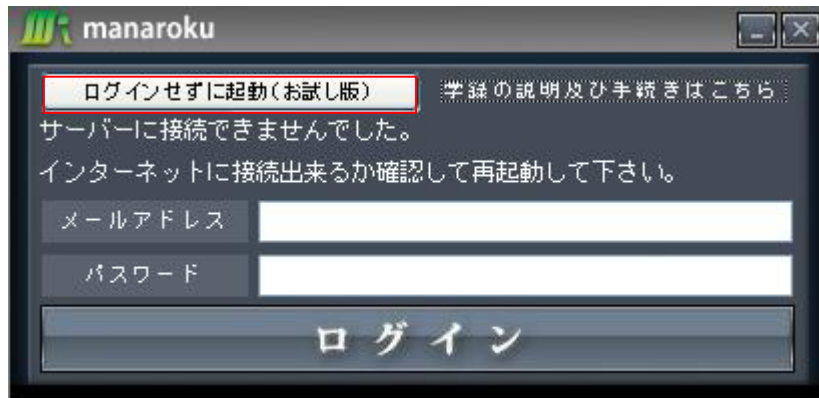 manaroku
ログインせずに起動(お試し版)
学録の説明及び手続きはこちら
サーバーに接続できませんでした。
インターネットに接続出来るか確認して再起動して下さい。
メールアドレス
パスワード
ログイン